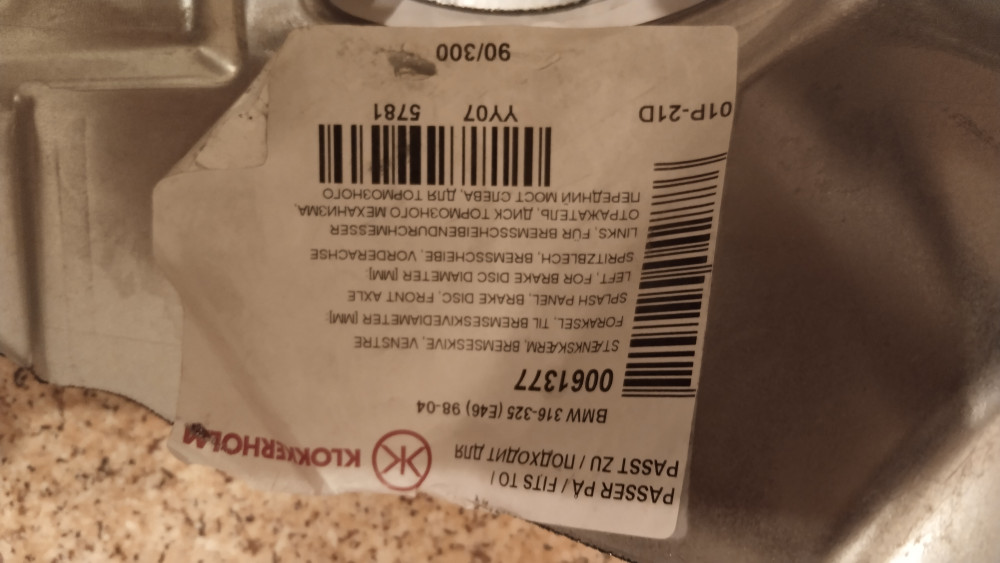 PASSER PÅ / FITS TO /
PASST ZU / ПОДХОДИТ ДЛЯ
KLOKKERHOLM
BMW 316-325 (E46) 98-04
0061377
STÆNKSKÆRM, BREMSESKIVE, VENSTRE
FORAKSEL, TIL BREMSESKIVEDIAMETER [MM]:
SPLASH PANEL, BRAKE DISC, FRONT AXLE
LEFT, FOR BRAKE DISC DIAMETER [MM]:
SPRITZBLECH, BREMSSCHEIBE, VORDERACHSE
LINKS, FÜR BREMSSCHEIBENDURCHMESSER
ОТРАЖАТЕЛЬ, ДИСК ТОРМОЗНОГО МЕХАНИЗМА,
ПЕРЕДНИЙ МОСТ СЛЕВА, ДЛЯ ТОРМОЗНОГО
YY07 5781
01P-21D
90/300